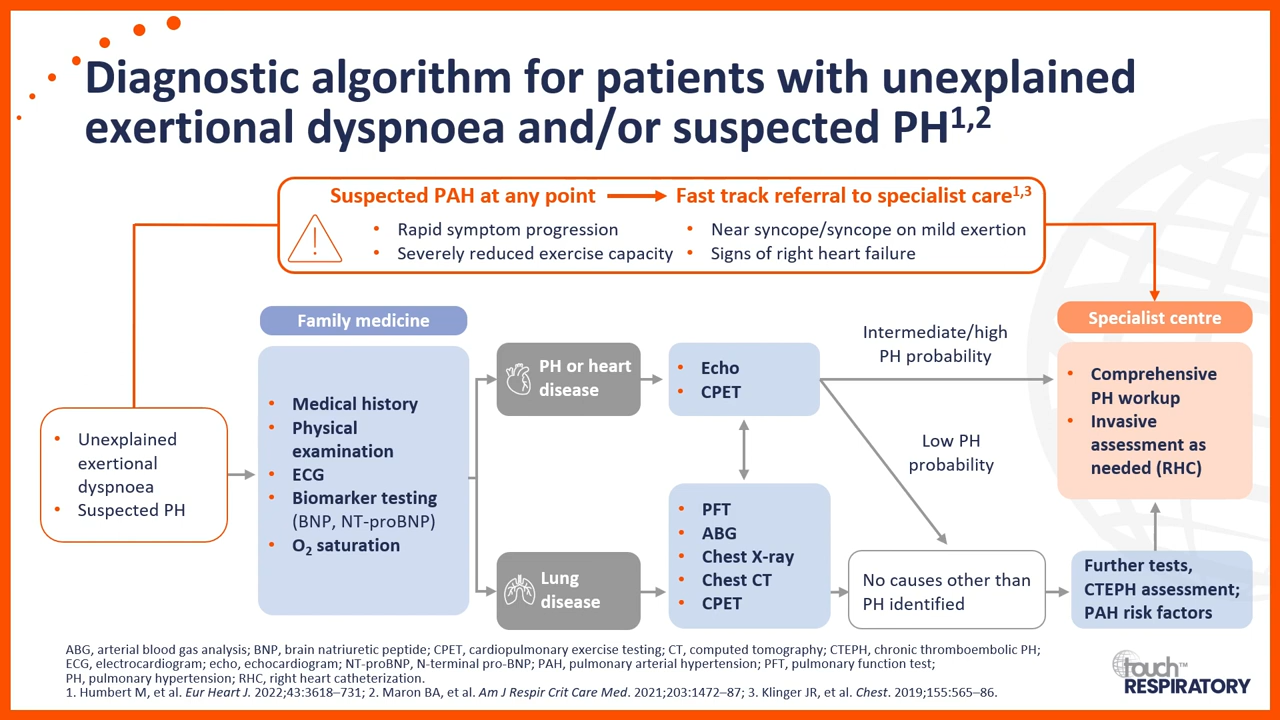 Diagnostic algorithm for patients with unexplained
exertional dyspnoea and/or suspected PH1,2
Suspected PAH at any point → Fast track referral to specialist care1,3
• Rapid symptom progression
• Severely reduced exercise capacity
• Near syncope/syncope on mild exertion
• Signs of right heart failure
• Unexplained
exertional
dyspnoea
• Suspected PH
Family medicine
• Medical history
• Physical
examination
• ECG
• Biomarker testing
(BNP, NT-proBNP)
• O2 saturation
PH or heart
disease
Lung
disease
• Echo
• CPET
• PFT
• ABG
• Chest X-ray
• Chest CT
• CPET
Intermediate/high
PH probability
Low PH
probability
No causes other than
PH identified
Specialist centre
• Comprehensive
PH workup
• Invasive
assessment as
needed (RHC)
Further tests,
CTEPH assessment;
PAH risk factors
ABG, arterial blood gas analysis; BNP, brain natriuretic peptide; CPET, cardiopulmonary exercise testing; CT, computed tomography; CTEPH, chronic thromboembolic PH;
ECG, electrocardiogram; echo, echocardiogram; NT-proBNP, N-terminal pro-BNP; PAH, pulmonary arterial hypertension; PFT, pulmonary function test;
PH, pulmonary hypertension; RHC, right heart catheterization.
1. Humbert M, et al. Eur Heart J. 2022;43:3618–731; 2. Maron BA, et al. Am J Respir Crit Care Med. 2021;203:1472–87; 3. Klinger JR, et al. Chest. 2019;155:565–86.
touch™
RESPIRATORY